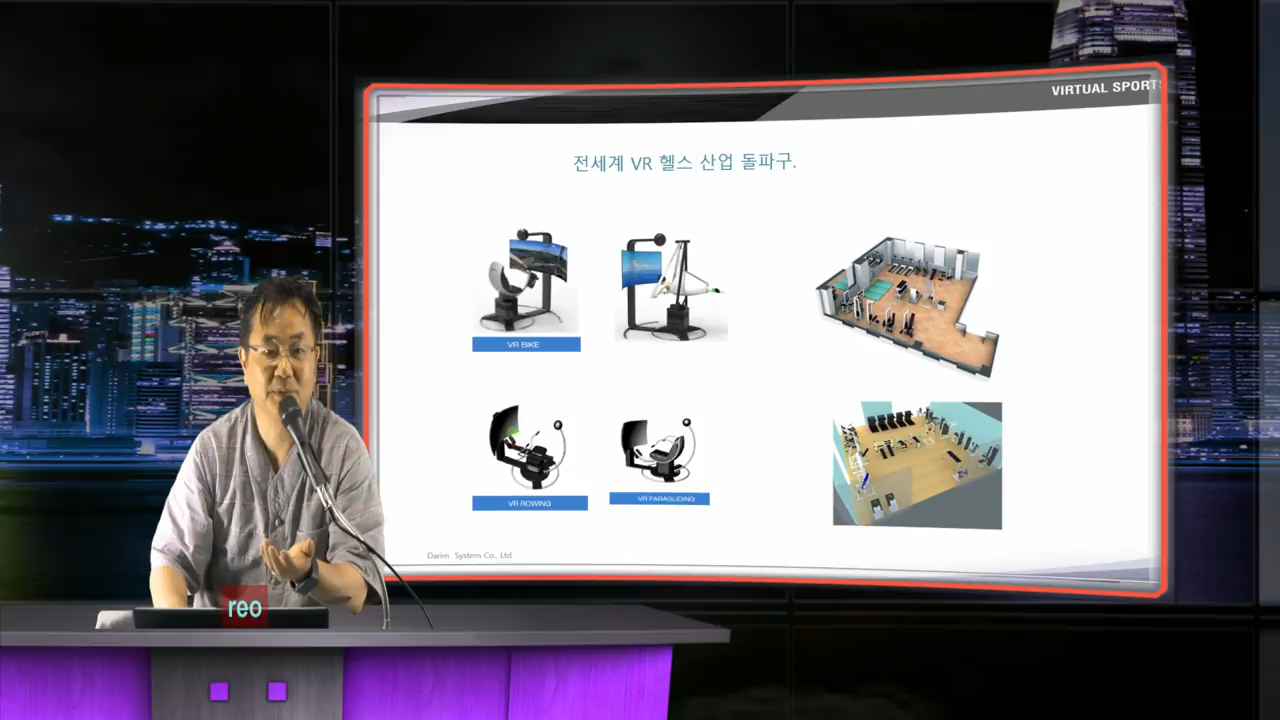 VIRTUAL SPORTS
전세계 VR 헬스 산업 돌파구.
VR BIKE
VR ROWING
VR PARAGLIDING
Darim System Co., Ltd
reo